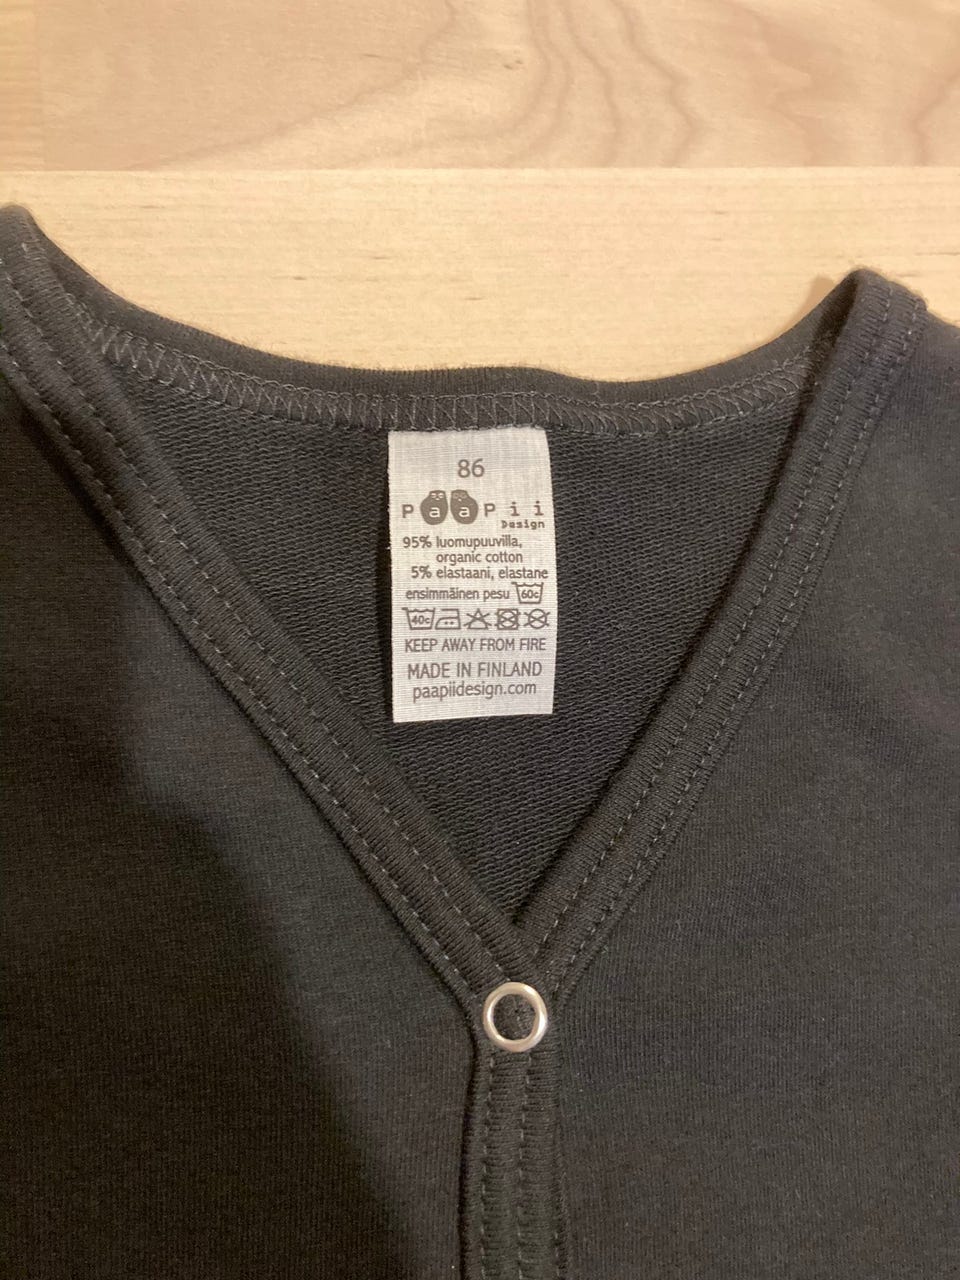 86
Paapii
Design
95% luomupuuvilla,
organic cotton
5% elastaani, elastane
ensimmäinen pesu 60c
40c
KEEP AWAY FROM FIRE
MADE IN FINLAND
paapiidesign.com